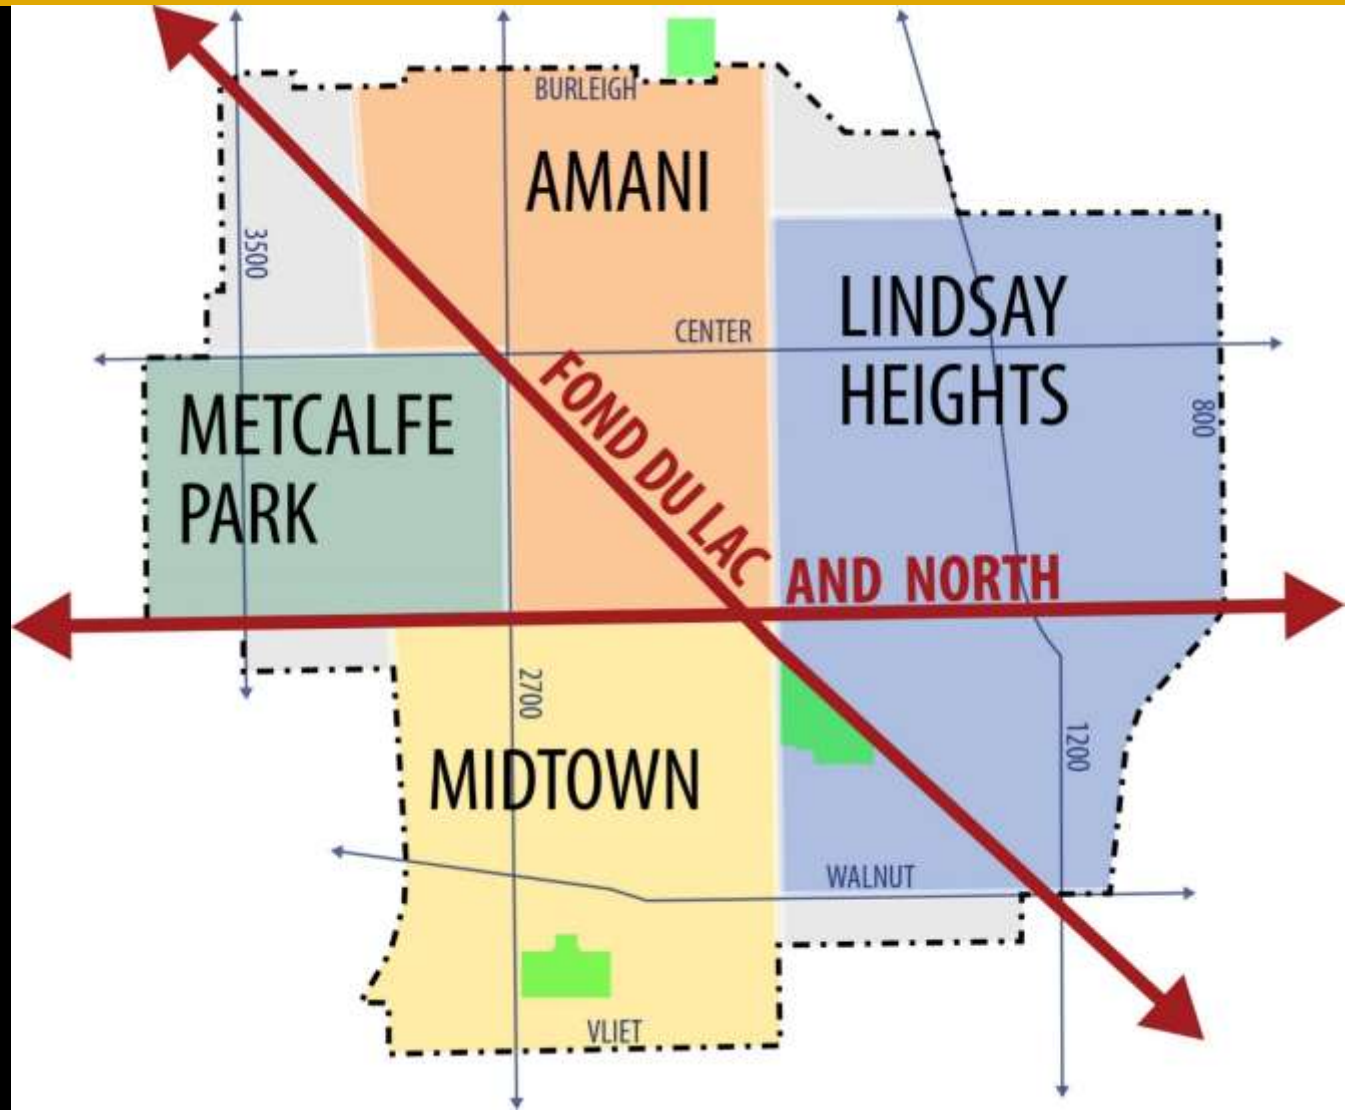 BURLEIGH
AMANI
3500
CENTER
LINDSAY
HEIGHTS
METCALFE
PARK
800
FOND DU LAC
AND NORTH
2700
1200
MIDTOWN
WALNUT
VLIET